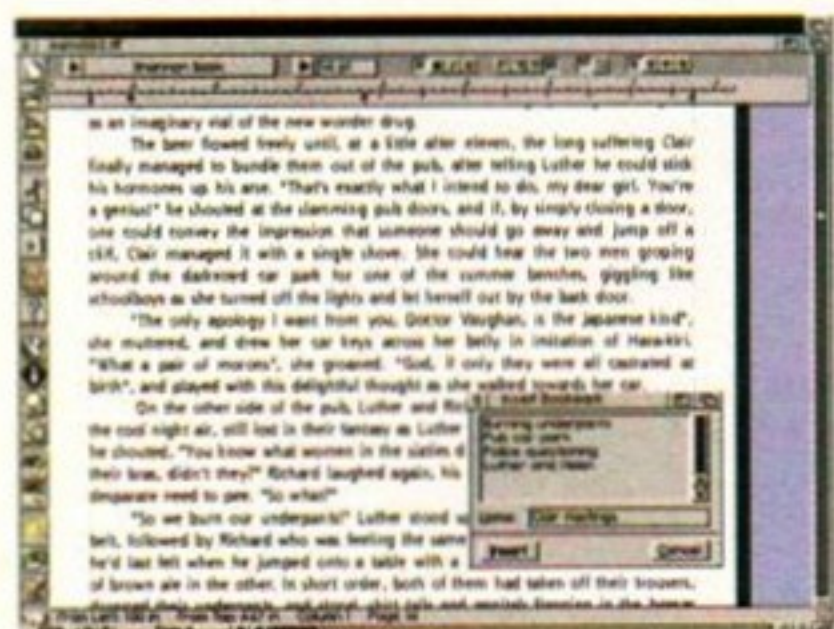 as an imaginary vial of the new wonder drug.
The beer flowed freely until, at a little after eleven, the long suffering Clair
finally managed to bundle them out of the pub, after telling Luther he could stick
his hormones up his arse. "That's exactly what I intend to do, my dear girl. You're
a genius!" he shouted at the slamming pub doors, and if, by simply closing a door,
one could convey the impression that someone should go away and jump off a
cliff, Clair managed it with a single shove. She could hear the two men groping
around the darkened car park for one of the summer benches, giggling like
schoolboys as she turned off the lights and let herself out by the back door.
"The only apology I want from you, Doctor Vaughan, is the Japanese kind",
she muttered, and drew her car keys across her belly in imitation of Hara-kiri.
"What a pair of morons", she groaned. "God, if only they were all castrated at
birth", and played with this delightful thought as she walked towards her car.
On the other side of the pub, Luther and
the cool night air, still lost in their fantasy as Luther
he shouted. "You know what women in the sixties
their bras, didn't they?" Richard laughed again, his
desparate need to pee. "So what?"
"So we burn our underpants!" Luther stood
belt, followed by Richard who was feeling the same
he'd last felt when he jumped onto a table with a
of brown ale in the other. In short order, both of them had taken off their trousers,
Insert Bookmark
Burning underpants
Pub car park
Police questioning
Luther and
Name:
Insert
Cancel
Column 1
Page